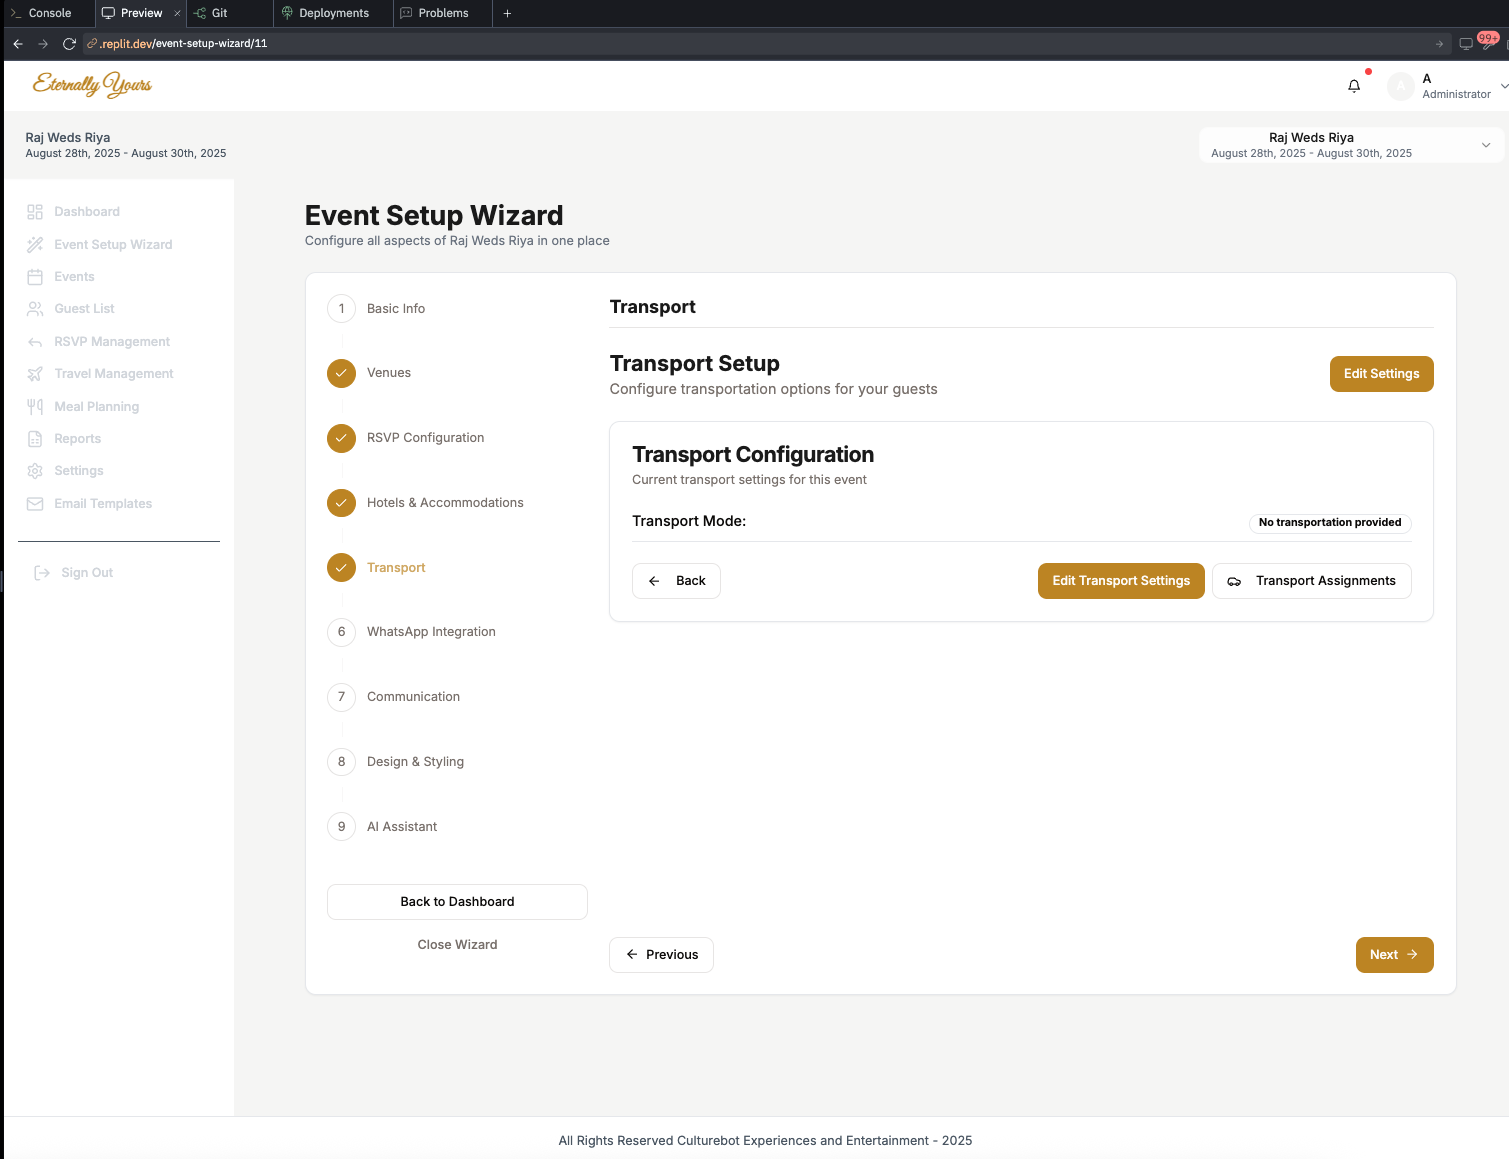 Console
Preview
Git
Deployments
Problems
.replit.dev/event-setup-wizard/11
99+
Eternally Yours
A
A
Administrator
Raj Weds Riya
August 28th, 2025 - August 30th, 2025
Raj Weds Riya
August 28th, 2025 - August 30th, 2025
Dashboard
Event Setup Wizard
Events
Guest List
RSVP Management
Travel Management
Meal Planning
Reports
Settings
Email Templates
Sign Out
Event Setup Wizard
Configure all aspects of Raj Weds Riya in one place
1 Basic Info
Venues
RSVP Configuration
Hotels & Accommodations
Transport
6 WhatsApp Integration
7 Communication
8 Design & Styling
9 AI Assistant
Back to Dashboard
Close Wizard
Transport
Transport Setup
Configure transportation options for your guests
Edit Settings
Transport Configuration
Current transport settings for this event
Transport Mode:
No transportation provided
Back
Edit Transport Settings
Transport Assignments
Previous
Next
All Rights Reserved Culturebot Experiences and Entertainment - 2025